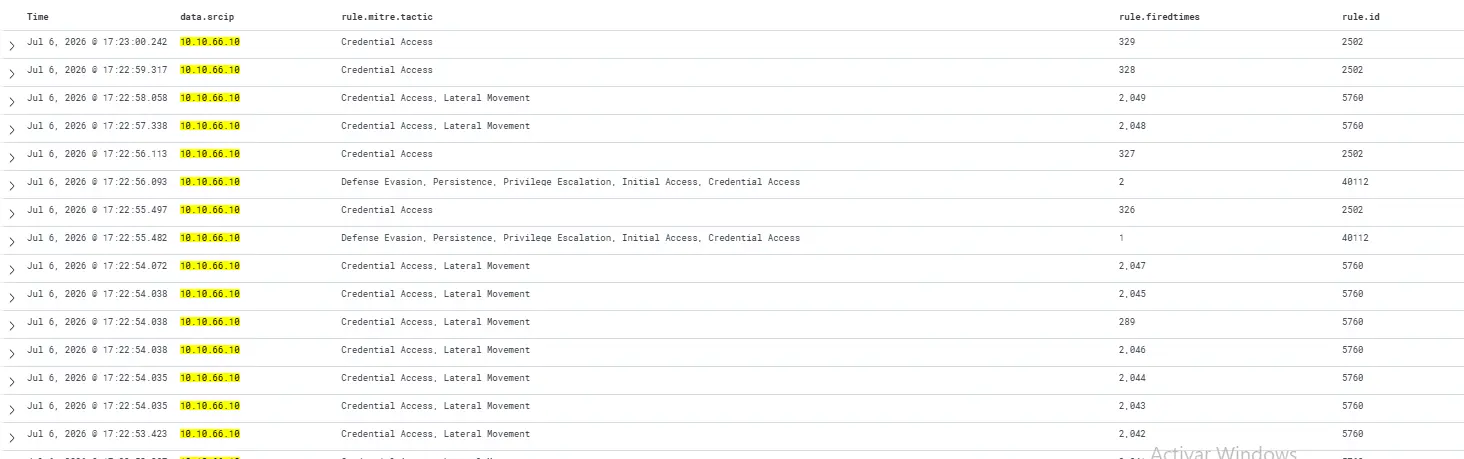 Time data.srcip rule.mitre.tactic rule.firedtimes rule.id
Jul 6, 2026 @ 17:23:00.242 10.10.66.10 Credential Access 329 2502
Jul 6, 2026 @ 17:22:59.317 10.10.66.10 Credential Access 328 2502
Jul 6, 2026 @ 17:22:58.058 10.10.66.10 Credential Access, Lateral Movement 2,049 5760
Jul 6, 2026 @ 17:22:57.338 10.10.66.10 Credential Access, Lateral Movement 2,048 5760
Jul 6, 2026 @ 17:22:56.113 10.10.66.10 Credential Access 327 2502
Jul 6, 2026 @ 17:22:56.093 10.10.66.10 Defense Evasion, Persistence, Privilege Escalation, Initial Access, Credential Access 2 40112
Jul 6, 2026 @ 17:22:55.497 10.10.66.10 Credential Access 326 2502
Jul 6, 2026 @ 17:22:55.482 10.10.66.10 Defense Evasion, Persistence, Privilege Escalation, Initial Access, Credential Access 1 40112
Jul 6, 2026 @ 17:22:54.072 10.10.66.10 Credential Access, Lateral Movement 2,047 5760
Jul 6, 2026 @ 17:22:54.038 10.10.66.10 Credential Access, Lateral Movement 2,045 5760
Jul 6, 2026 @ 17:22:54.038 10.10.66.10 Credential Access, Lateral Movement 289 5760
Jul 6, 2026 @ 17:22:54.038 10.10.66.10 Credential Access, Lateral Movement 2,046 5760
Jul 6, 2026 @ 17:22:54.035 10.10.66.10 Credential Access, Lateral Movement 2,044 5760
Jul 6, 2026 @ 17:22:54.035 10.10.66.10 Credential Access, Lateral Movement 2,043 5760
Jul 6, 2026 @ 17:22:53.423 10.10.66.10 Credential Access, Lateral Movement 2,042 5760
Activar Windows